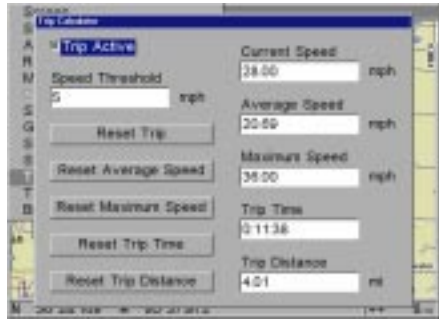 Trip Calculator
Trip Active
Speed Threshold
5 mph
Reset Trip
Reset Average Speed
Reset Maximum Speed
Reset Trip Time
Reset Trip Distance
Current Speed
28.00 mph
Average Speed
20.69 mph
Maximum Speed
36.00 mph
Trip Time
0:11:38
Trip Distance
4.01 mi